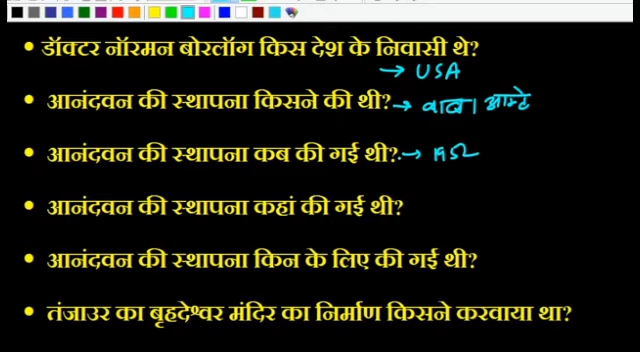 • डॉक्टर नॉरमन बोरलॉग किस देश के निवासी थे?
→ USA
• आनंदवन की स्थापना किसने की थी? → बाबा आम्टे
• आनंदवन की स्थापना कब की गई थी? → 1952
• आनंदवन की स्थापना कहां की गई थी?
• आनंदवन की स्थापना किन के लिए की गई थी?
• तंजाउर का बृहदेश्वर मंदिर का निर्माण किसने करवाया था?